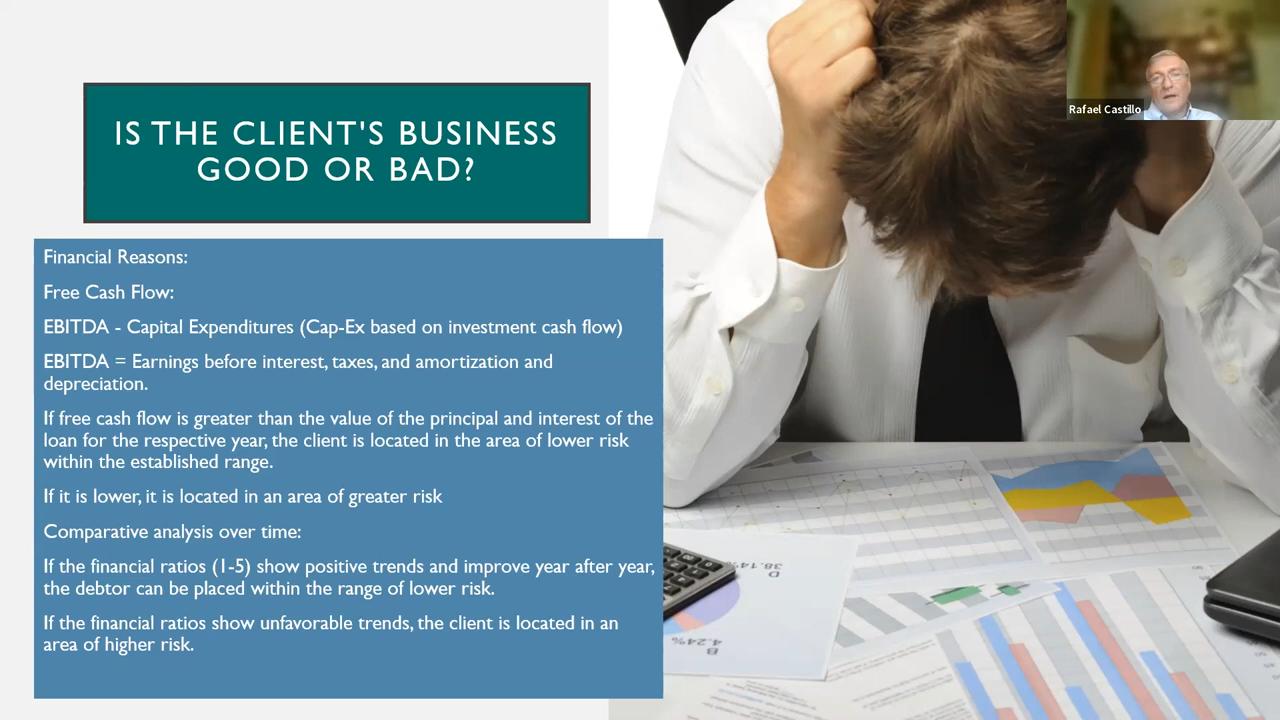 IS THE CLIENT'S BUSINESS
GOOD OR BAD?
Rafael Castillo
Financial Reasons:
Free Cash Flow:
EBITDA - Capital Expenditures (Cap-Ex based on investment cash flow)
EBITDA = Earnings before interest, taxes, and amortization and
depreciation.
If free cash flow is greater than the value of the principal and interest of the
loan for the respective year, the client is located in the area of lower risk
within the established range.
If it is lower, it is located in an area of greater risk
Comparative analysis over time:
If the financial ratios (1-5) show positive trends and improve year after year,
the debtor can be placed within the range of lower risk.
If the financial ratios show unfavorable trends, the client is located in an
area of higher risk.
D
38.14%
B
4.24%